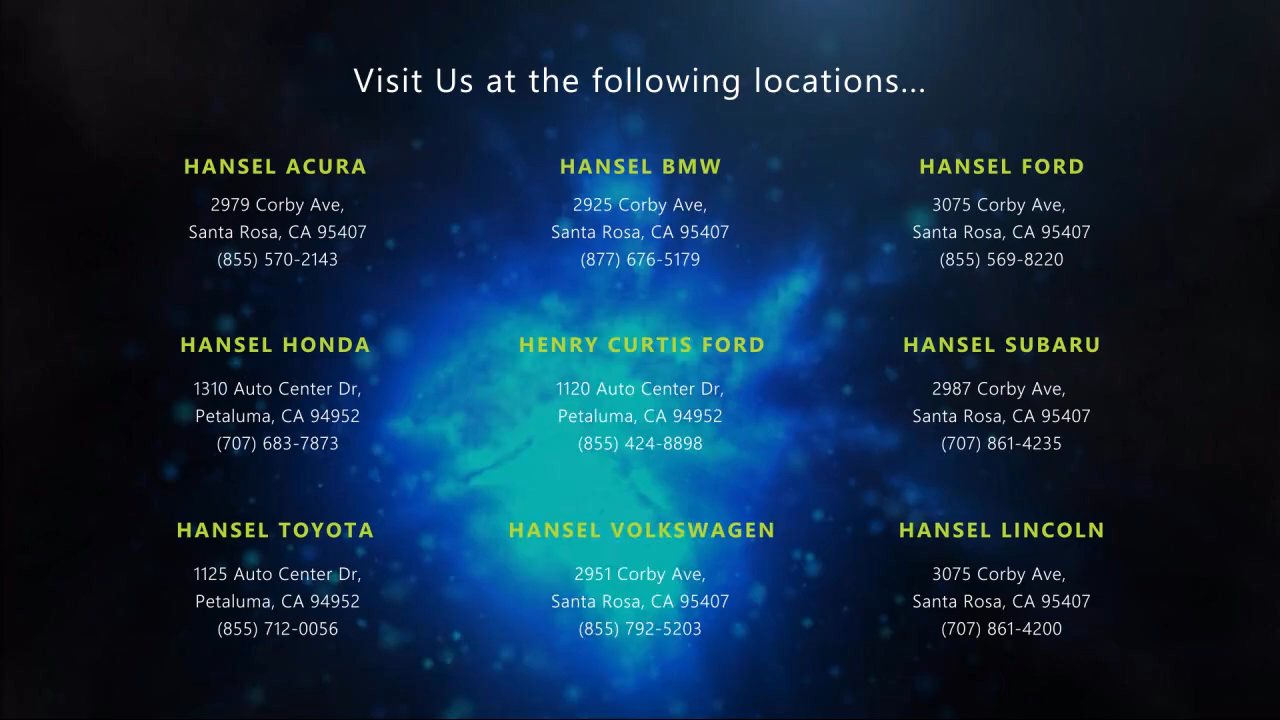 Visit Us at the following locations...
HANSEL ACURA
2979 Corby Ave,
Santa Rosa, CA 95407
(855) 570-2143
HANSEL BMW
2925 Corby Ave,
Santa Rosa, CA 95407
(877) 676-5179
HANSEL FORD
3075 Corby Ave,
Santa Rosa, CA 95407
(855) 569-8220
HANSEL HONDA
1310 Auto Center Dr,
Petaluma, CA 94952
(707) 683-7873
HENRY CURTIS FORD
1120 Auto Center Dr,
Petaluma, CA 94952
(855) 424-8898
HANSEL SUBARU
2987 Corby Ave,
Santa Rosa, CA 95407
(707) 861-4235
HANSEL TOYOTA
1125 Auto Center Dr,
Petaluma, CA 94952
(855) 712-0056
HANSEL VOLKSWAGEN
2951 Corby Ave,
Santa Rosa, CA 95407
(855) 792-5203
HANSEL LINCOLN
3075 Corby Ave,
Santa Rosa, CA 95407
(707) 861-4200